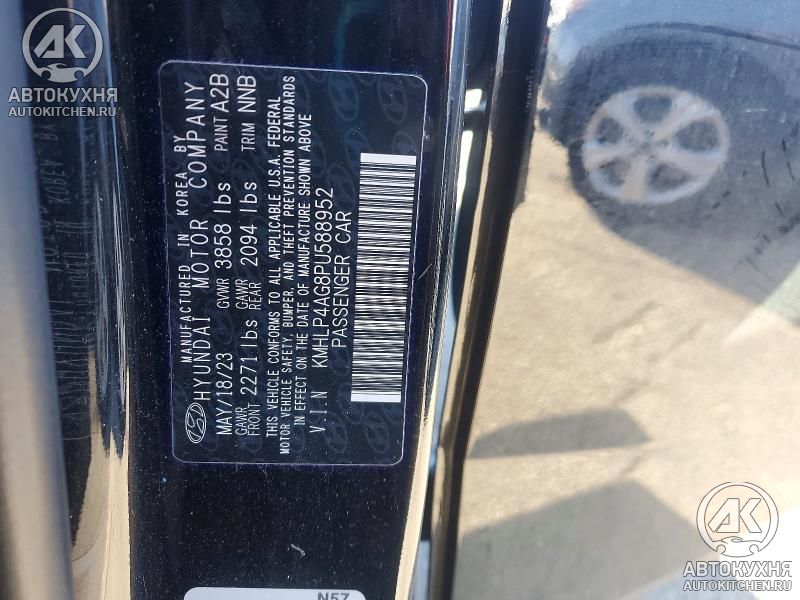 MANUFACTURED IN KOREA BY
HYUNDAI MOTOR COMPANY
MAY/18/23 GVWR 3858 lbs PAINT A2B
GAWR FRONT 2271 lbs GAWR REAR 2094 lbs TRIM NNB
THIS VEHICLE CONFORMS TO ALL APPLICABLE U.S.A. FEDERAL
MOTOR VEHICLE SAFETY, BUMPER, AND THEFT PREVENTION STANDARDS
IN EFFECT ON THE DATE OF MANUFACTURE SHOWN ABOVE
V.I.N KMHLP4AG8PU588952
PASSENGER CAR
N57
АК
АВТОКУХНЯ
AUTOKITCHEN.RU
АК
АВТОКУХНЯ
AUTOKITCHEN.RU